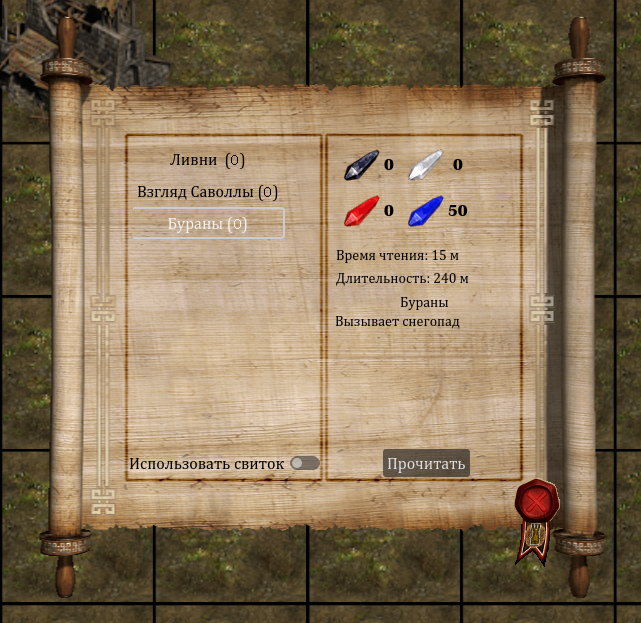 Ливни (0)
Взгляд Саволлы (0)
Бураны (0)
Использовать свиток
0 0
0 50
Время чтения: 15 м
Длительность: 240 м
Бураны
Вызывает снегопад
Прочитать